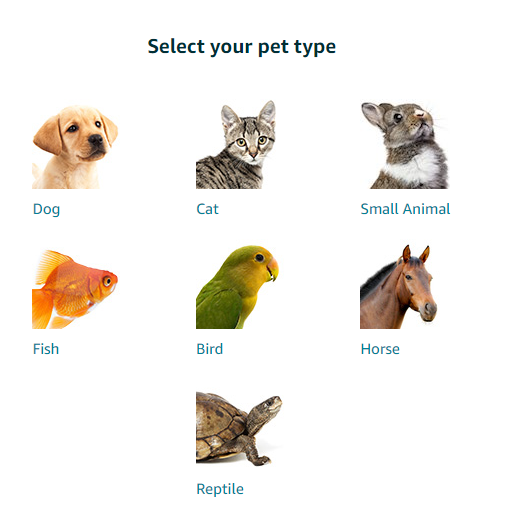 Select your pet type
Dog
Cat
Small Animal
Fish
Bird
Horse
Reptile